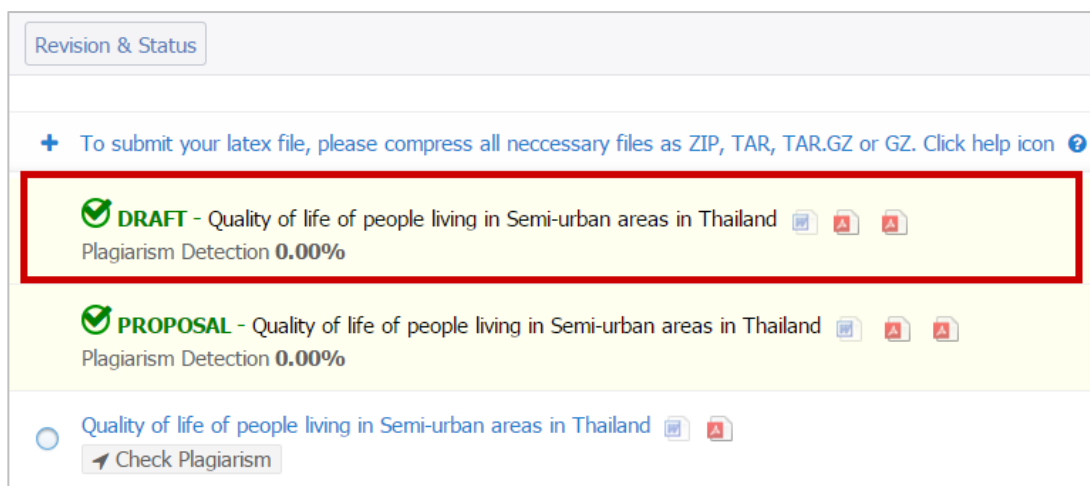 Revision & Status
To submit your latex file, please compress all neccessary files as ZIP, TAR, TAR.GZ or GZ. Click help icon
DRAFT - Quality of life of people living in Semi-urban areas in Thailand
Plagiarism Detection 0.00%
PROPOSAL - Quality of life of people living in Semi-urban areas in Thailand
Plagiarism Detection 0.00%
Quality of life of people living in Semi-urban areas in Thailand
Check Plagiarism